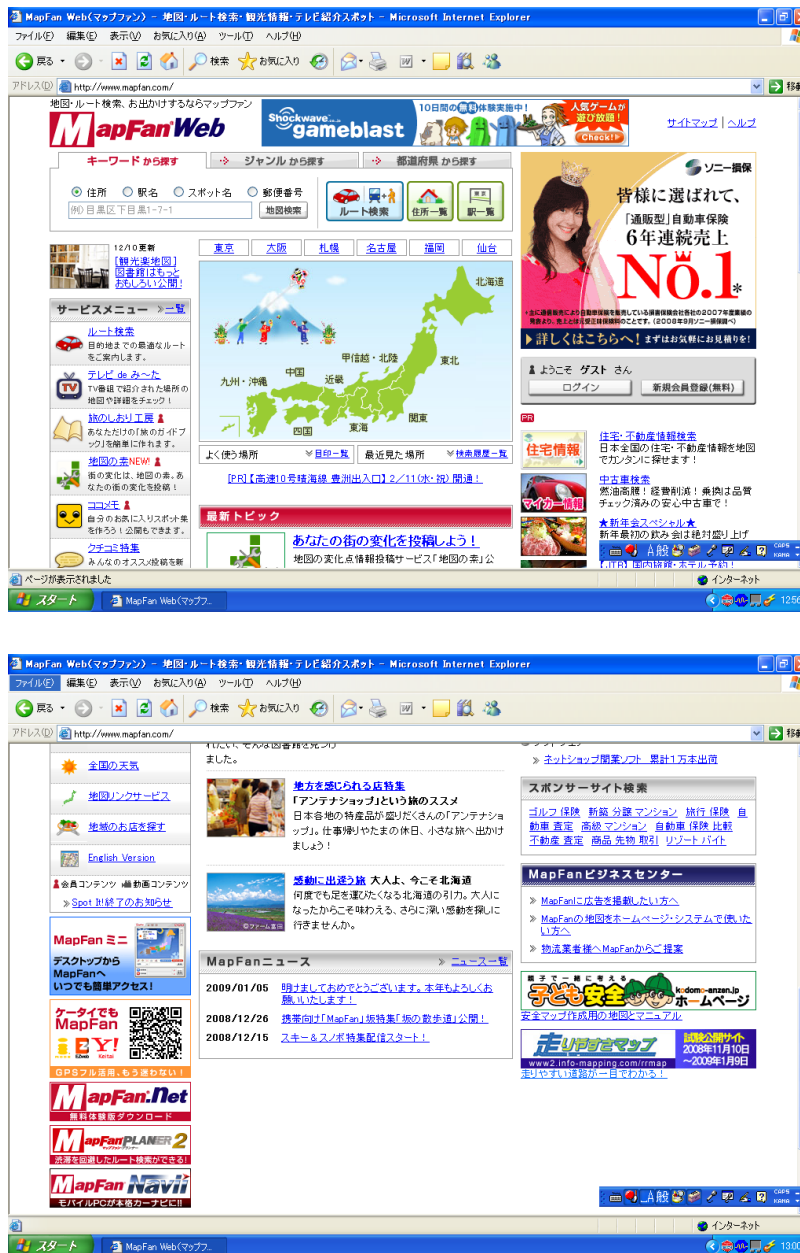 MapFan Web(マップファン) - 地図・ルート検索・観光情報・テレビ紹介スポット - Microsoft Internet Explorer
ファイル(F) 編集(E) 表示(V) お気に入り(A) ツール(T) ヘルプ(H)
戻る 検索 お気に入り
アドレス(D) http://www.mapfan.com/ 移動
地図・ルート検索、お出かけするならマップファン
MapFan Web
Shockwave
gameblast
10日間の無料体験実施中!
人気ゲームが
遊び放題!
Check!
サイトマップ | ヘルプ
キーワード から探す ジャンル から探す 都道府県 から探す
住所 駅名 スポット名 郵便番号
例)目黒区下目黒1-7-1 地図検索
ルート検索 住所一覧 駅一覧
12/10更新
[観光楽地図]
図書館はもっと
おもしろい公開!
東京 大阪 札幌 名古屋 福岡 仙台
サービスメニュー ≫一覧
ルート検索
目的地までの最適なルート
をご案内します。
テレビ de み〜た
TV番組で紹介された場所の
地図や詳細をチェック!
旅のしおり工房
あなただけの「旅のガイドブ
ック」を簡単に作れます。
地図の素NEW!
街の変化は、地図の素。あ
なたの街の変化を投稿!
ココメモ
自分のお気に入りスポット集
を作ろう!公開もできます。
クチコミ特集
みんなのオススメ投稿を新
北海道
東北
甲信越・北陸
関東
東海
近畿
中国
四国
九州・沖縄
よく使う場所 目印一覧 最近見た場所 検索履歴一覧
[PR]【高速10号晴海線 豊洲出入口】2/11(水・祝)開通!
最新トピック
あなたの街の変化を投稿しよう!
地図の変化点情報投稿サービス「地図の素」公
ソニー損保
皆様に選ばれて、
「通販型」自動車保険
6年連続売上
No.1*
詳しくはこちらへ! まずはお気軽にお見積りを!
ようこそ ゲスト さん
ログイン 新規会員登録(無料)
PR
住宅情報
住宅・不動産情報検索
日本全国の住宅・不動産情報を地図
でカンタンに探せます!
マイカー情報
中古車検索
燃油高騰!経費削減!乗換は品質
チェック済みの安心中古車で!
★新年会スペシャル★
新年最初の飲み会は絶対盛り上げ
A般
CAPS
KANA
ページが表示されました インターネット
スタート MapFan Web(マップフ... 12:56
MapFan Web(マップファン) - 地図・ルート検索・観光情報・テレビ紹介スポット - Microsoft Internet Explorer
ファイル(F) 編集(E) 表示(V) お気に入り(A) ツール(T) ヘルプ(H)
戻る 検索 お気に入り
アドレス(D) http://www.mapfan.com/ 移動
全国の天気
地図リンクサービス
地域のお店を探す
English Version
会員コンテンツ 動画コンテンツ
≫Spot It!終了のお知らせ
MapFan ミニ
デスクトップから
MapFanへ
いつでも簡単アクセス!
ケータイでも
MapFan
i EZ Y!
EZweb Keitai
GPSフル活用、もう迷わない!
MapFan.Net
無料体験版ダウンロード
MapFan PLANER 2
渋滞を回避したルート検索ができる!
MapFan Navii
モバイルPCが本格カーナビに!!
ました。
地方を感じられる店特集
「アンテナショップ」という旅のススメ
日本各地の特産品が盛りだくさんの「アンテナショ
ップ」。仕事帰りやたまの休日、小さな旅へ出かけ
ましょう!
感動に出逢う旅 大人よ、今こそ北海道
何度でも足を運びたくなる北海道の引力。大人に
なったからこそ味わえる、さらに深い感動を探しに
行きませんか。
©ファーム富田
MapFanニュース ≫ ニュース一覧
2009/01/05 明けましておめでとうございます。本年もよろしくお
願いいたします!
2008/12/26 携帯向け「MapFan」坂特集「坂の散歩道」公開!
2008/12/15 スキー&スノボ特集配信スタート!
≫ ネットショップ開業ソフト 累計1万本出荷
スポンサーサイト検索
ゴルフ 保険 新築 分譲 マンション 旅行 保険 自
動車 査定 高級 マンション 自動車 保険 比較
不動産 査定 商品 先物 取引 リゾート バイト
MapFanビジネスセンター
≫ MapFanに広告を掲載したい方へ
≫ MapFanの地図をホームページ・システムで使いた
い方へ
≫ 物流業者様へMapFanからご提案
親子で一緒に考える
子ども安全
kodomo-anzen.jp
ホームページ
安全マップ作成用の地図とマニュアル
走りやすさマップ
www2.info-mapping.com/rrmap
試験公開サイト
2008年11月10日
〜2009年1月9日
走りやすい道路が一目でわかる!
A般
CAPS
KANA
インターネット
スタート MapFan Web(マップフ... 13:00